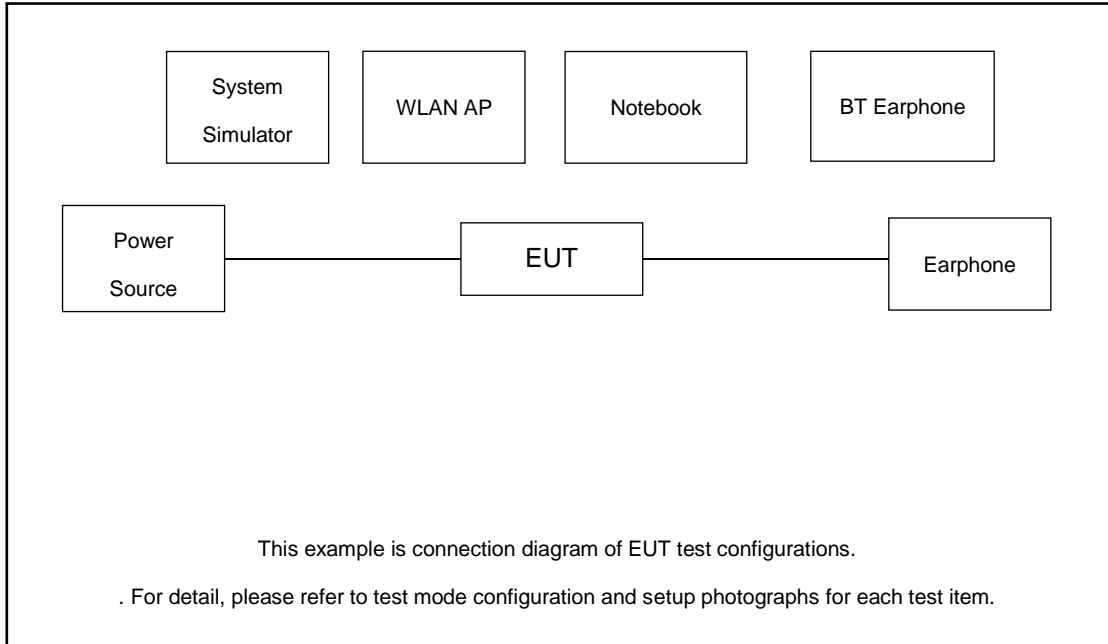 System
Simulator
WLAN AP
Notebook
BT Earphone
Power
Source
EUT
Earphone
This example is connection diagram of EUT test configurations.
. For detail, please refer to test mode configuration and setup photographs for each test item.